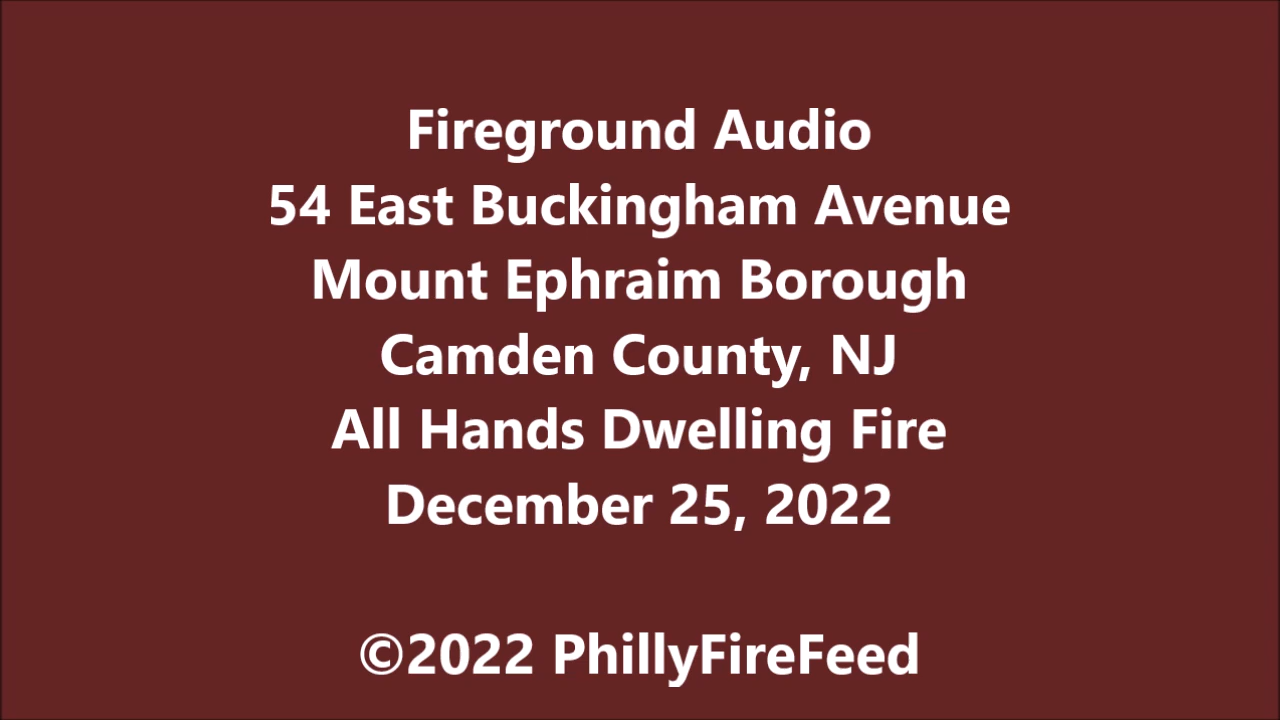 Fireground Audio
54 East Buckingham Avenue
Mount Ephraim Borough
Camden County, NJ
All Hands Dwelling Fire
December 25, 2022
©2022 PhillyFireFeed